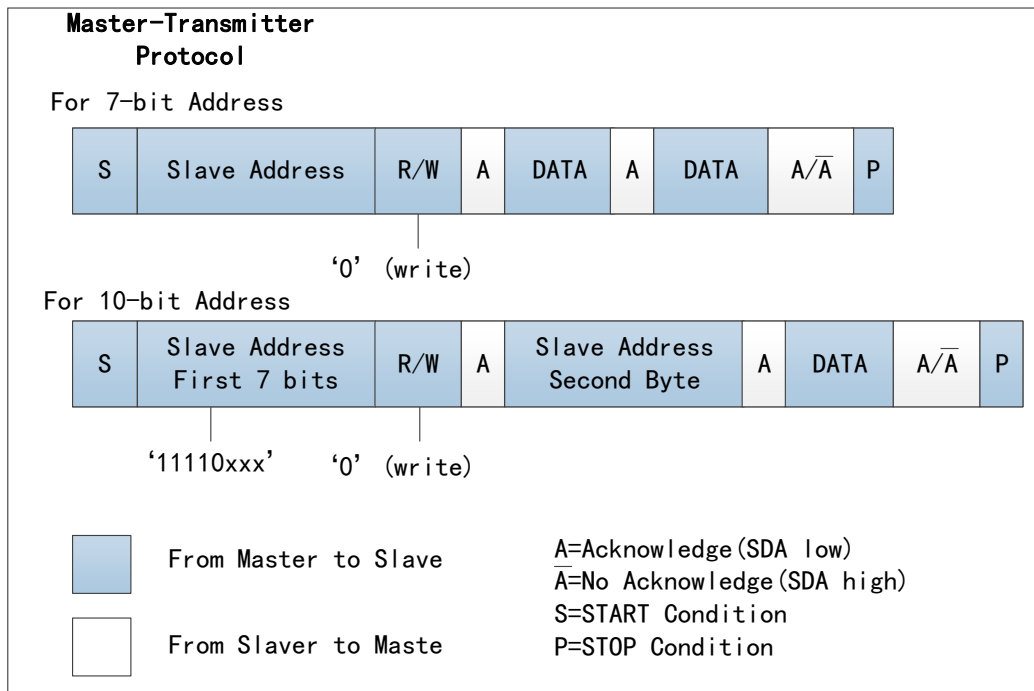 Master-Transmitter
Protocol
For 7-bit Address
S Slave Address R/W A DATA A DATA A/A̅ P
‘0’ (write)
For 10-bit Address
S Slave Address First 7 bits R/W A Slave Address Second Byte A DATA A/A̅ P
‘11110xxx’ ‘0’ (write)
From Master to Slave
From Slaver to Maste
A=Acknowledge(SDA low)
A̅=No Acknowledge(SDA high)
S=START Condition
P=STOP Condition